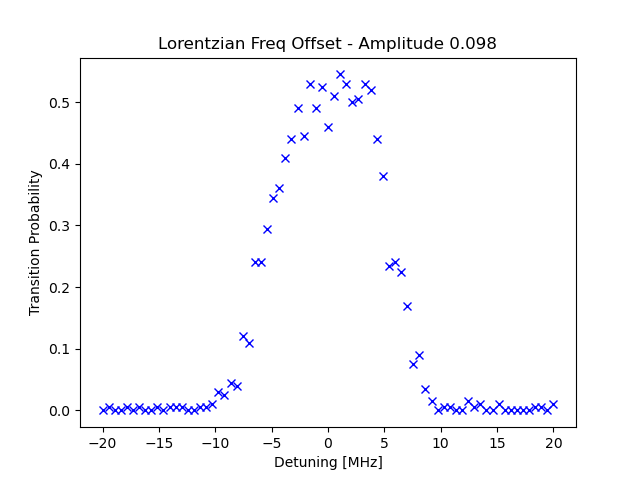 Lorentzian Freq Offset - Amplitude 0.098
Transition Probability
0.5
0.4
0.3
0.2
0.1
0.0
−20 −15 −10 −5 0 5 10 15 20
Detuning [MHz]